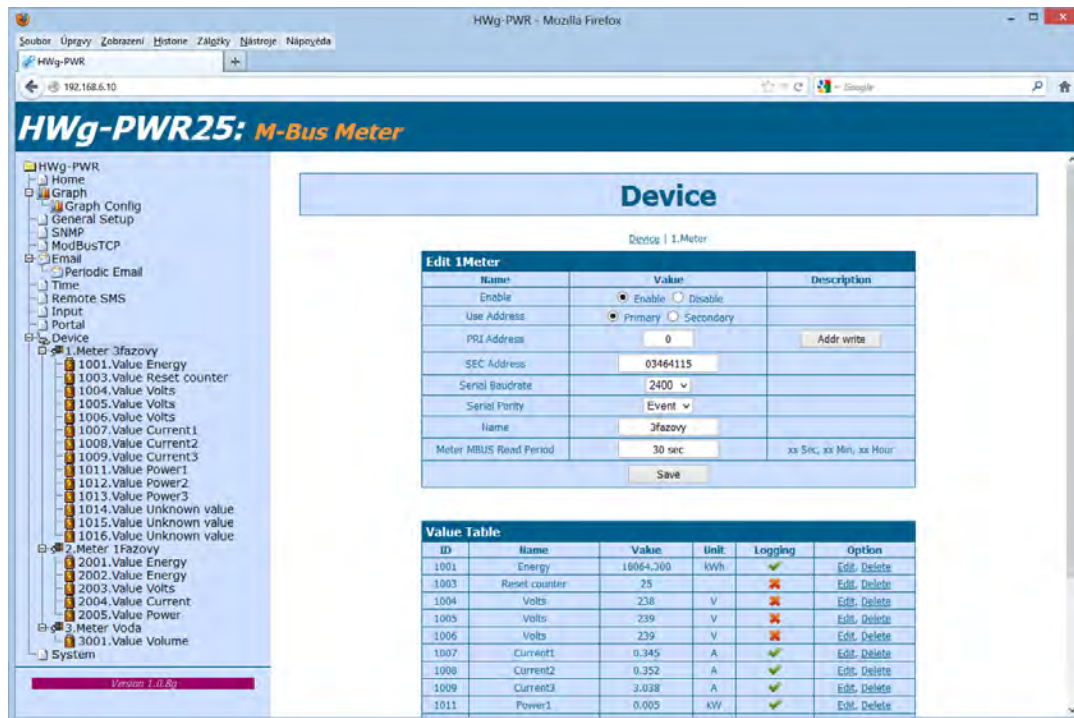 HWg-PWR - Mozilla Firefox
Soubor Úpravy Zobrazení Historie Záložky Nástroje Nápověda
HWg-PWR
192.168.6.10
Google
HWg-PWR25: M-Bus Meter
HWg-PWR
Home
Graph
Graph Config
General Setup
SNMP
ModBusTCP
Email
Periodic Email
Time
Remote SMS
Input
Portal
Device
1.Meter 3fazovy
1001.Value Energy
1003.Value Reset counter
1004.Value Volts
1005.Value Volts
1006.Value Volts
1007.Value Current1
1008.Value Current2
1009.Value Current3
1011.Value Power1
1012.Value Power2
1013.Value Power3
1014.Value Unknown value
1015.Value Unknown value
1016.Value Unknown value
2.Meter 1Fazovy
2001.Value Energy
2002.Value Energy
2003.Value Volts
2004.Value Current
2005.Value Power
3.Meter Voda
3001.Value Volume
System
Version 1.0.8g
Device
Device | 1.Meter
Edit 1Meter
Name Value Description
Enable Enable Disable
Use Address Primary Secondary
PRI Address 0 Addr write
SEC Address 03464115
Serial Baudrate 2400
Serial Parity Event
Name 3fazovy
Meter MBUS Read Period 30 sec xx Sec, xx Min, xx Hour
Save
Value Table
ID Name Value Unit Logging Option
1001 Energy kWh Edit, Delete
1003 Reset counter 25 Edit, Delete
1004 Volts 238 V Edit, Delete
1005 Volts 239 V Edit, Delete
1006 Volts 239 V Edit, Delete
1007 Current1 0.345 A Edit, Delete
1008 Current2 0.352 A Edit, Delete
1009 Current3 3.038 A Edit, Delete
1011 Power1 0.005 kW Edit, Delete